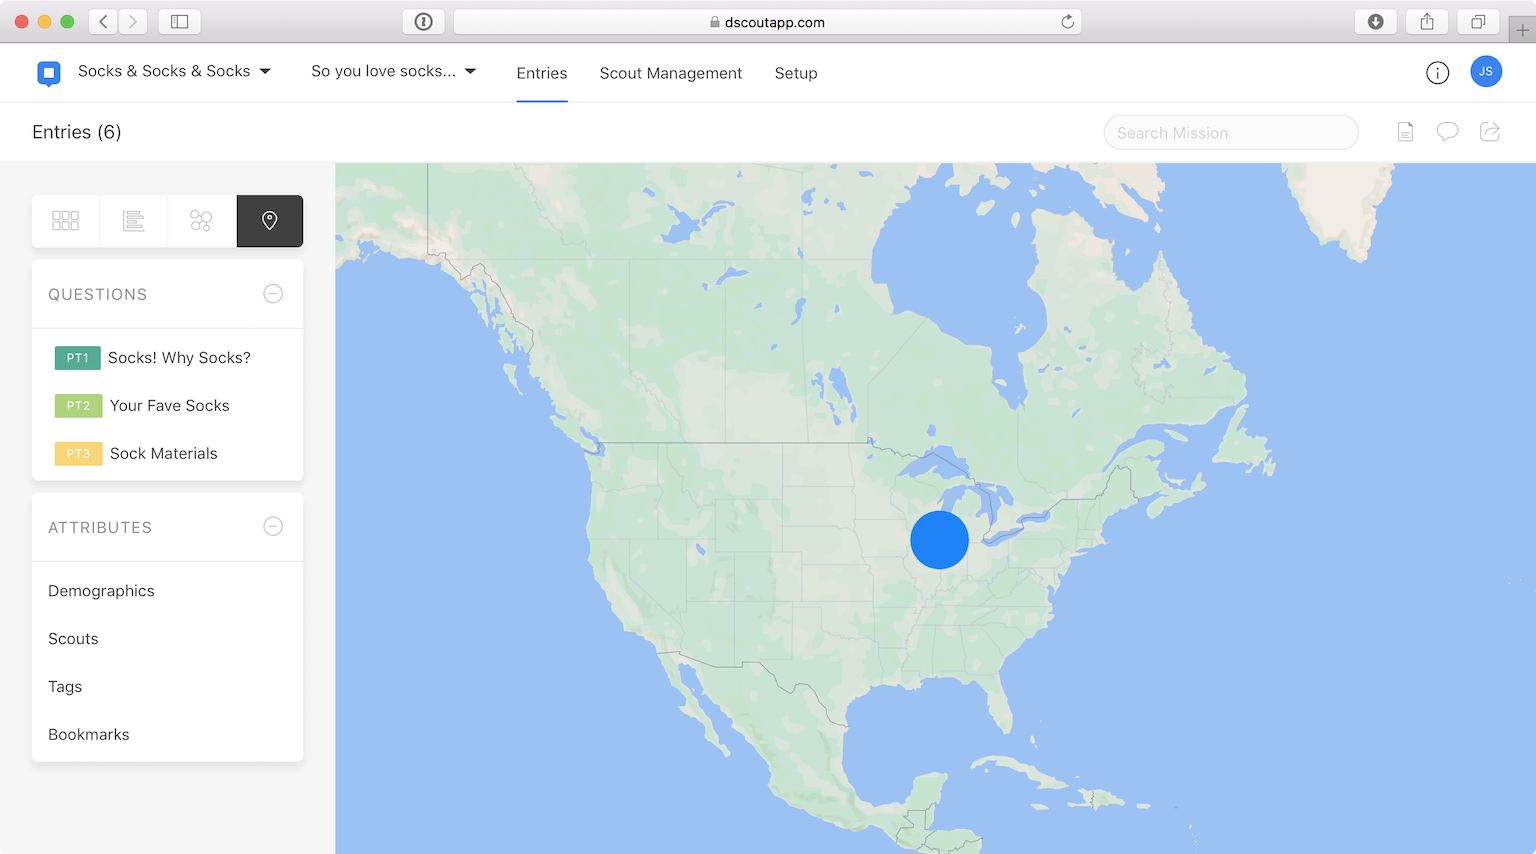 dscoutapp.com
Socks & Socks & Socks
So you love socks...
Entries
Scout Management
Setup
JS
Entries (6)
Search Mission
QUESTIONS
PT1 Socks! Why Socks?
PT2 Your Fave Socks
PT3 Sock Materials
ATTRIBUTES
Demographics
Scouts
Tags
Bookmarks